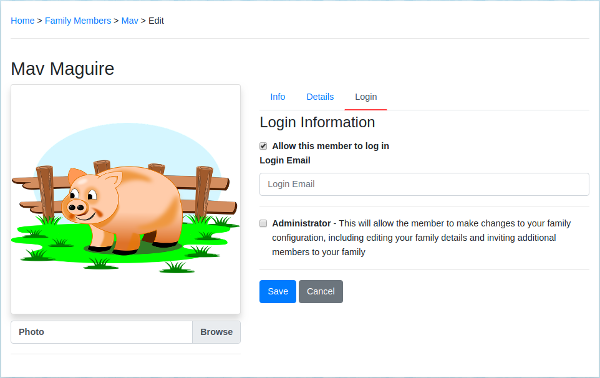 Home > Family Members > Mav > Edit
Mav Maguire
Info Details Login
Login Information
Allow this member to log in
Login Email
Login Email
Administrator - This will allow the member to make changes to your family
configuration, including editing your family details and inviting additional
members to your family
Save Cancel
Photo Browse